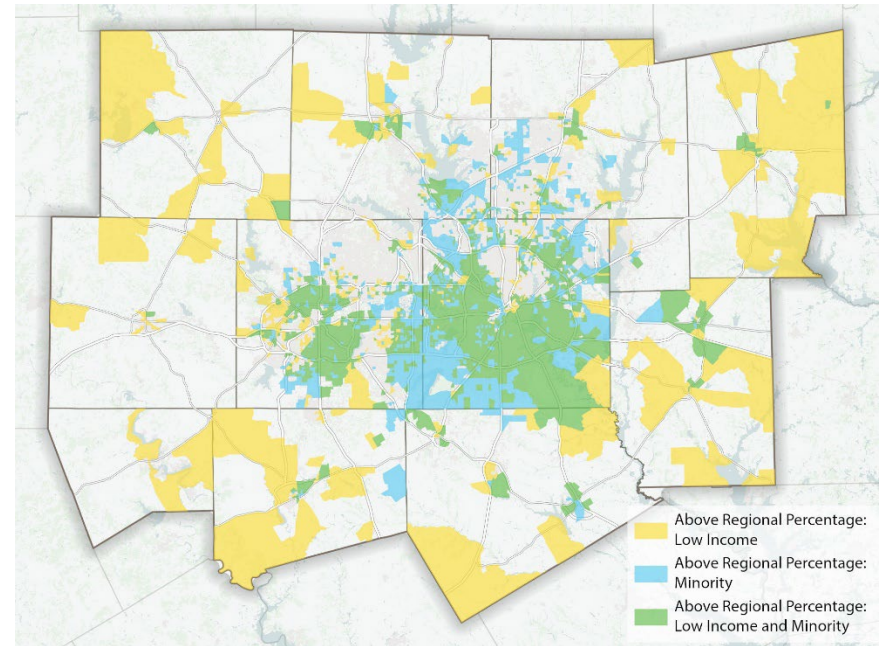 Above Regional Percentage:
Low Income
Above Regional Percentage:
Minority
Above Regional Percentage:
Low Income and Minority